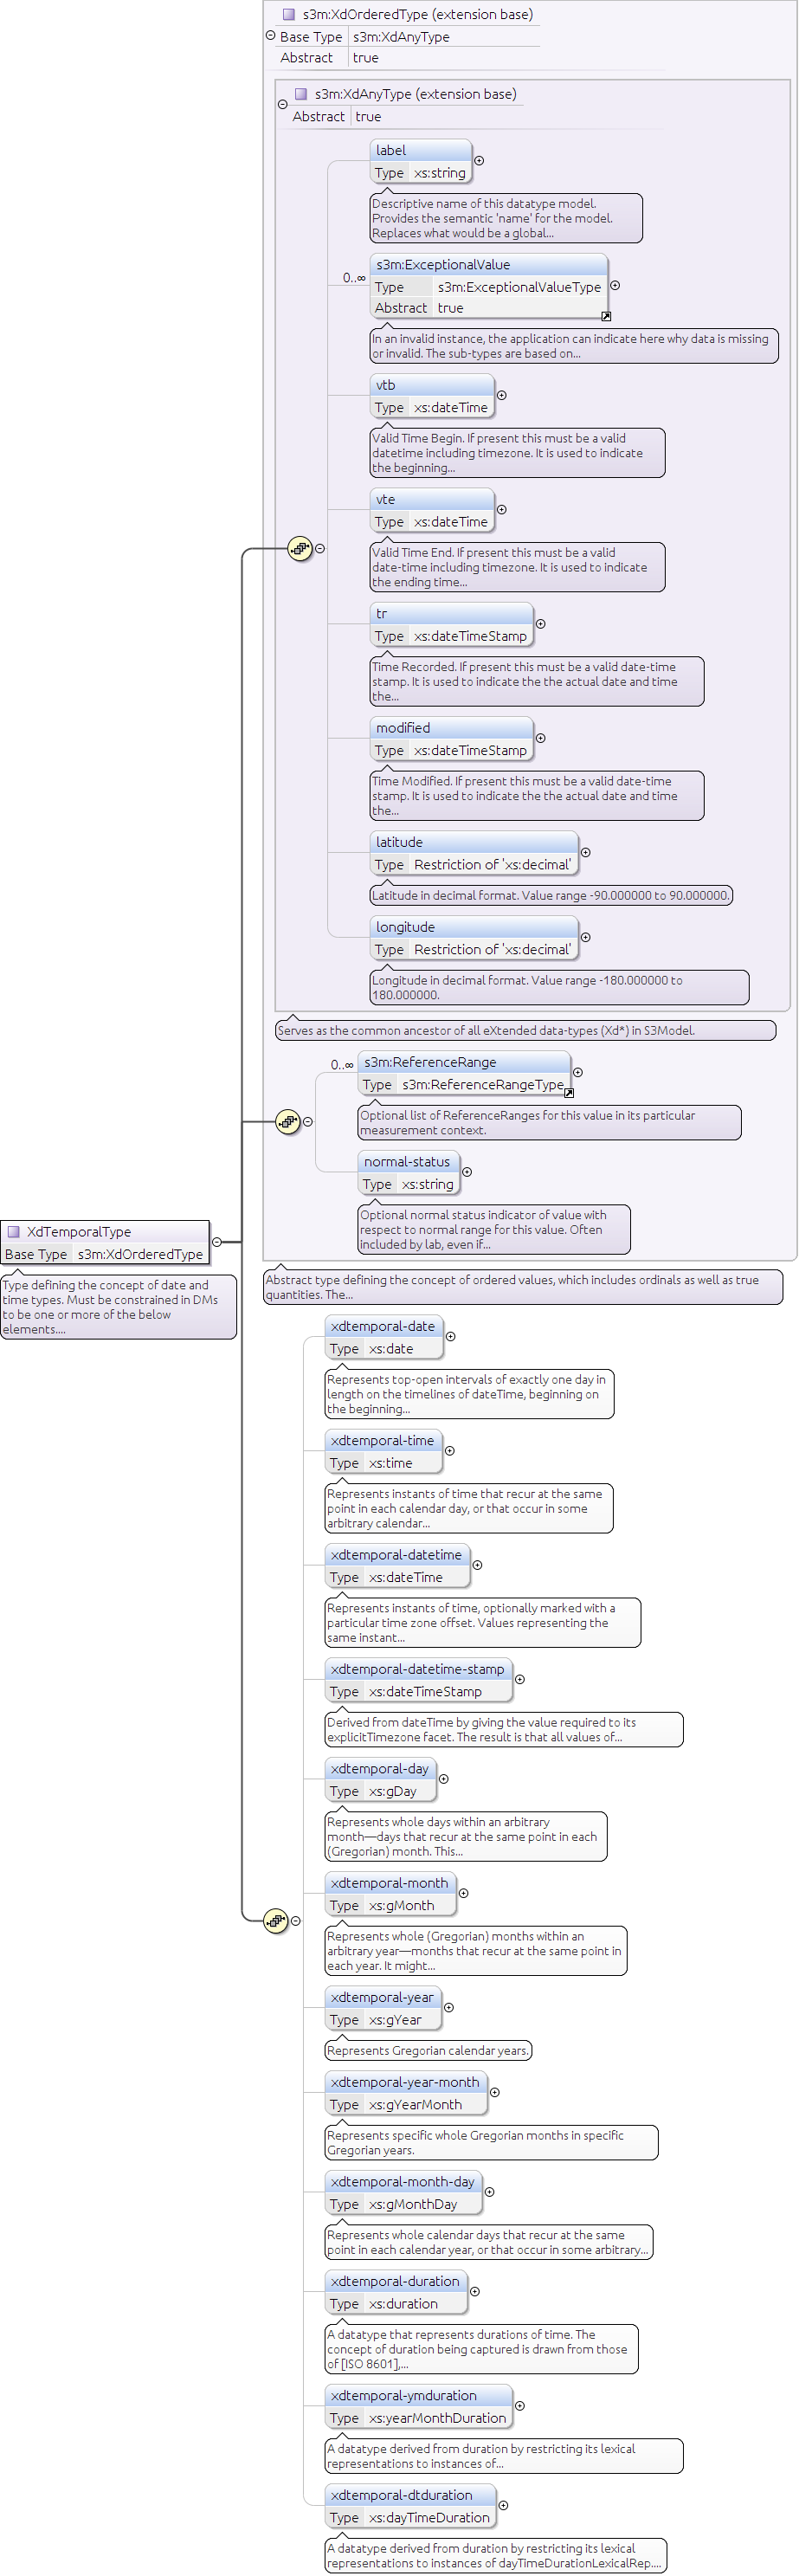 s3m:XdOrderedType (extension base)
Base Type s3m:XdAnyType
Abstract true
s3m:XdAnyType (extension base)
Abstract true
label
Type xs:string
Descriptive name of this datatype model.
Provides the semantic 'name' for the model.
Replaces what would be a global...
0..∞
s3m:ExceptionalValue
Type s3m:ExceptionalValueType
Abstract true
In an invalid instance, the application can indicate here why data is missing
or invalid. The sub-types are based on...
vtb
Type xs:dateTime
Valid Time Begin. If present this must be a valid
datetime including timezone. It is used to indicate
the beginning...
vte
Type xs:dateTime
Valid Time End. If present this must be a valid
date-time including timezone. It is used to indicate
the ending time...
tr
Type xs:dateTimeStamp
Time Recorded. If present this must be a valid date-time
stamp. It is used to indicate the the actual date and time
the...
modified
Type xs:dateTimeStamp
Time Modified. If present this must be a valid date-time
stamp. It is used to indicate the the actual date and time
the...
latitude
Type Restriction of 'xs:decimal'
Latitude in decimal format. Value range -90.000000 to 90.000000.
longitude
Type Restriction of 'xs:decimal'
Longitude in decimal format. Value range -180.000000 to
180.000000.
Serves as the common ancestor of all eXtended data-types (Xd*) in S3Model.
0..∞
s3m:ReferenceRange
Type s3m:ReferenceRangeType
Optional list of ReferenceRanges for this value in its particular
measurement context.
normal-status
Type xs:string
Optional normal status indicator of value with
respect to normal range for this value. Often
included by lab, even if...
XdTemporalType
Base Type s3m:XdOrderedType
Type defining the concept of date and
time types. Must be constrained in DMs
to be one or more of the below
elements....
Abstract type defining the concept of ordered values, which includes ordinals as well as true
quantities. The...
xdtemporal-date
Type xs:date
Represents top-open intervals of exactly one day in
length on the timelines of dateTime, beginning on
the beginning...
xdtemporal-time
Type xs:time
Represents instants of time that recur at the same
point in each calendar day, or that occur in some
arbitrary calendar...
xdtemporal-datetime
Type xs:dateTime
Represents instants of time, optionally marked with a
particular time zone offset. Values representing the
same instant...
xdtemporal-datetime-stamp
Type xs:dateTimeStamp
Derived from dateTime by giving the value required to its
explicitTimezone facet. The result is that all values of...
xdtemporal-day
Type xs:gDay
Represents whole days within an arbitrary
month—days that recur at the same point in each
(Gregorian) month. This...
xdtemporal-month
Type xs:gMonth
Represents whole (Gregorian) months within an
arbitrary year—months that recur at the same point in
each year. It might...
xdtemporal-year
Type xs:gYear
Represents Gregorian calendar years.
xdtemporal-year-month
Type xs:gYearMonth
Represents specific whole Gregorian months in specific
Gregorian years.
xdtemporal-month-day
Type xs:gMonthDay
Represents whole calendar days that recur at the same
point in each calendar year, or that occur in some arbitrary...
xdtemporal-duration
Type xs:duration
A datatype that represents durations of time. The
concept of duration being captured is drawn from those
of [ISO 8601],...
xdtemporal-ymduration
Type xs:yearMonthDuration
A datatype derived from duration by restricting its lexical
representations to instances of...
xdtemporal-dtduration
Type xs:dayTimeDuration
A datatype derived from duration by restricting its lexical
representations to instances of dayTimeDurationLexicalRep....